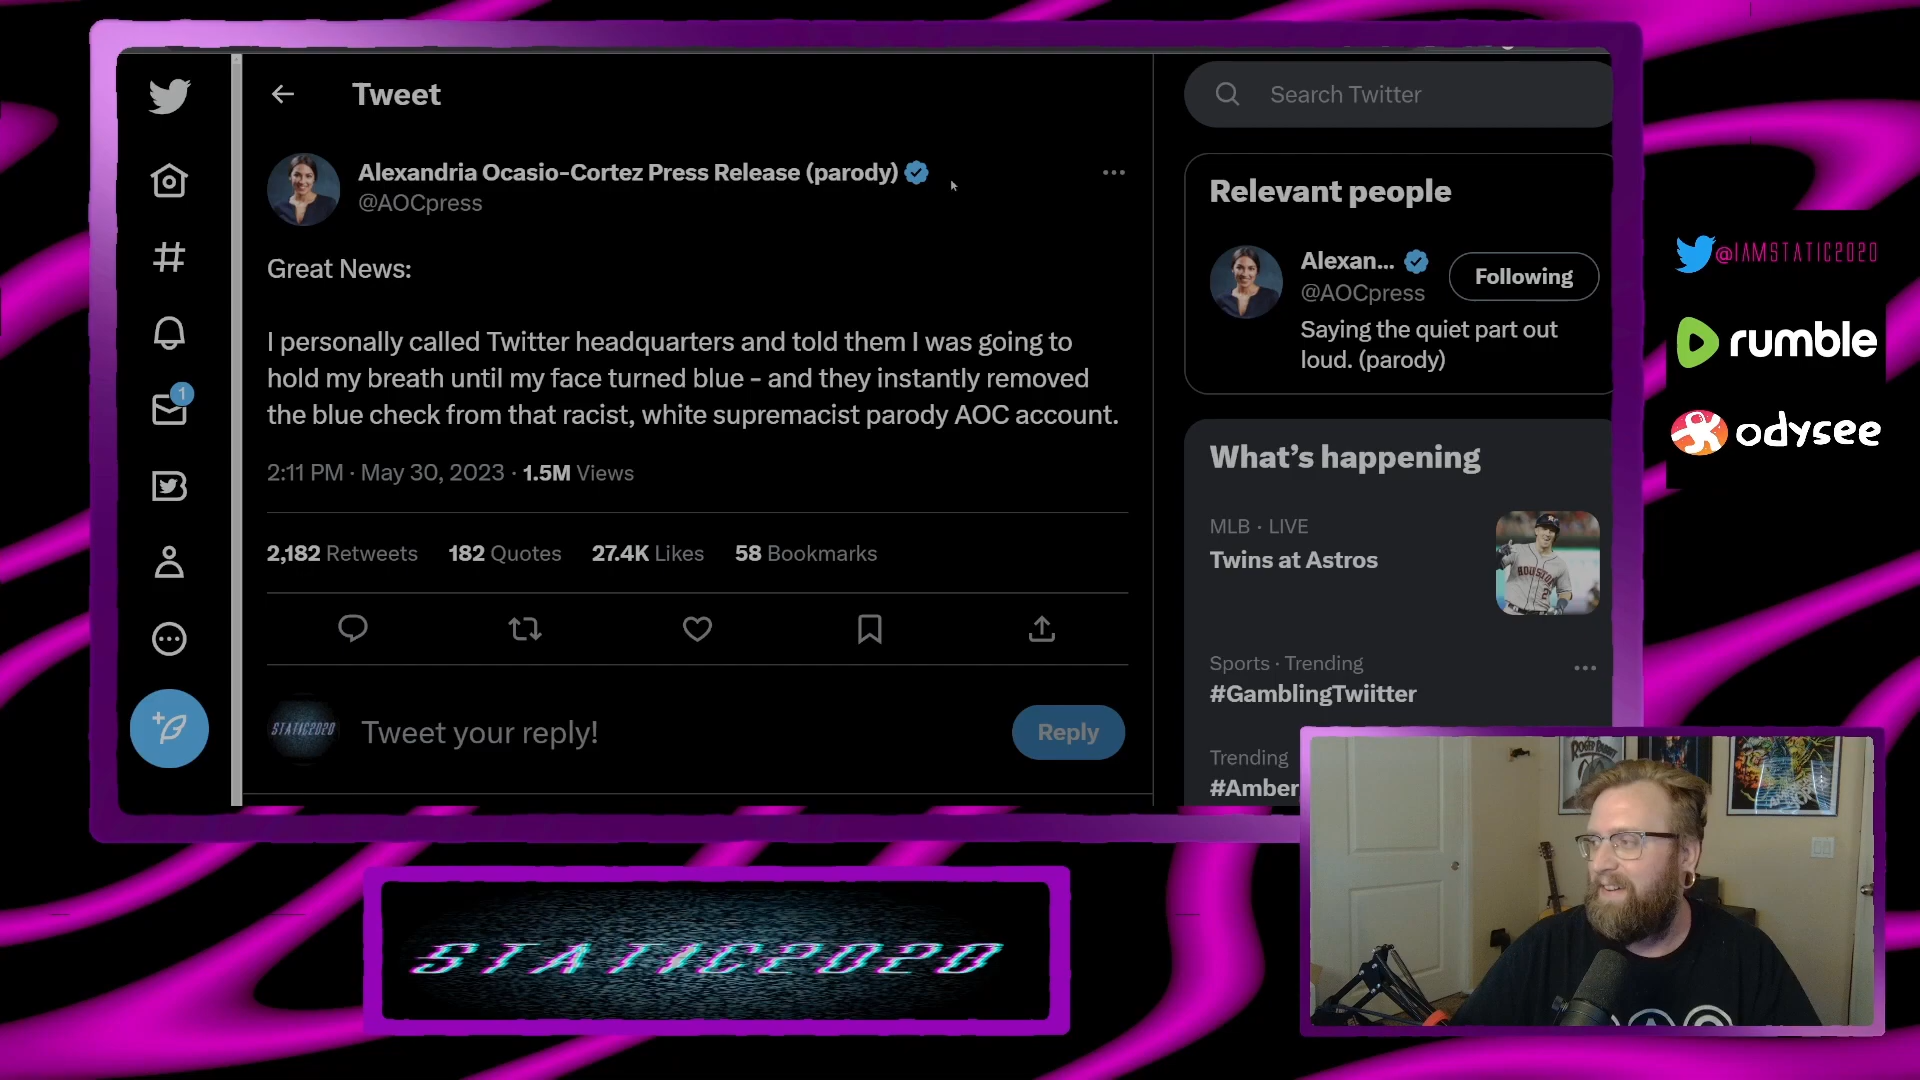 Tweet
Search Twitter
Alexandria Ocasio-Cortez Press Release (parody)
@AOCpress
Great News:
I personally called Twitter headquarters and told them I was going to
hold my breath until my face turned blue - and they instantly removed
the blue check from that racist, white supremacist parody AOC account.
2:11 PM · May 30, 2023 · 1.5M Views
2,182 Retweets 182 Quotes 27.4K Likes 58 Bookmarks
STATIC2020
Tweet your reply!
Reply
1
Relevant people
Alexan...
@AOCpress
Following
Saying the quiet part out
loud. (parody)
What's happening
MLB · LIVE
Twins at Astros
HOUSTON
Sports · Trending
#GamblingTwiitter
Trending
#Amber
@IAMSTATIC2020
rumble
odysee
ROGER RABBIT
STATIC2020